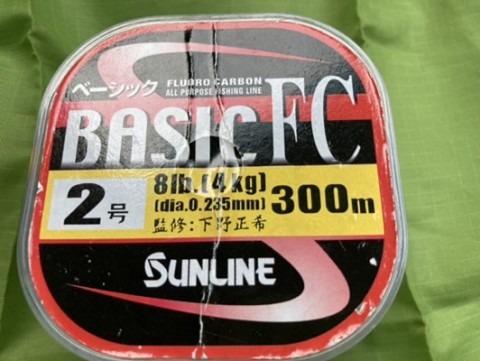 ベーシック
FLUORO CARBON
ALL PURPOSE FISHING LINE
BASIC FC
2号
8lb.(4kg)
(dia.0.235mm)
300m
監修:下野正希
SUNLINE